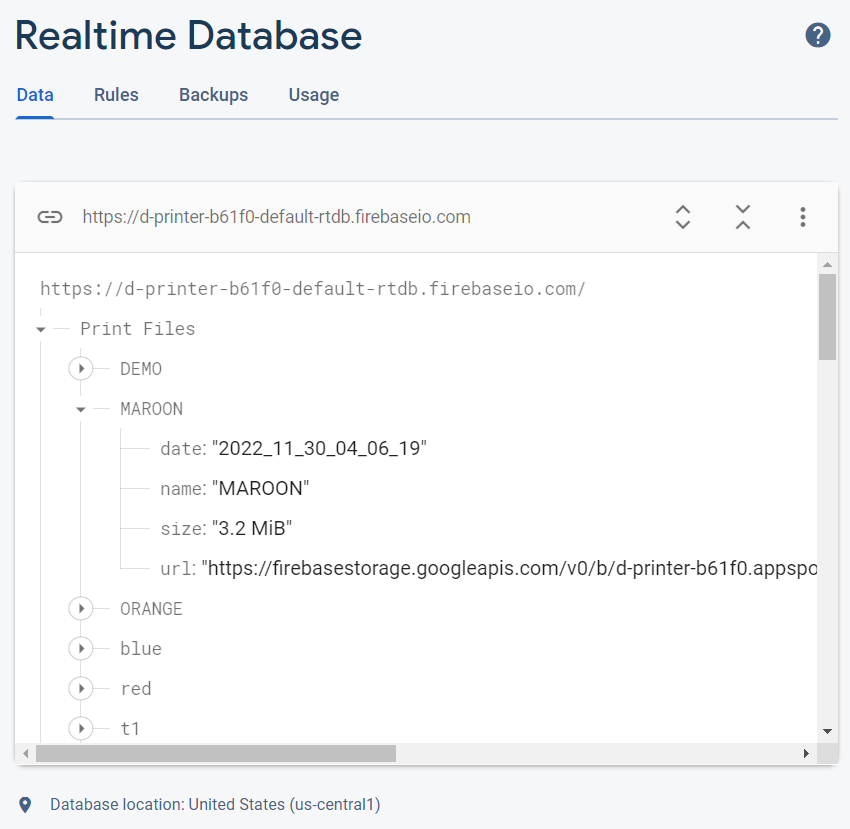 Realtime Database
?
Data Rules Backups Usage
https://d-printer-b61f0-default-rtdb.firebaseio.com
https://d-printer-b61f0-default-rtdb.firebaseio.com/
Print Files
DEMO
MAROON
date: "2022_11_30_04_06_19"
name: "MAROON"
size: "3.2 MiB"
url: "https://firebasestorage.googleapis.com/v0/b/d-printer-b61f0.appspo
ORANGE
blue
red
t1
Database location: United States (us-central1)